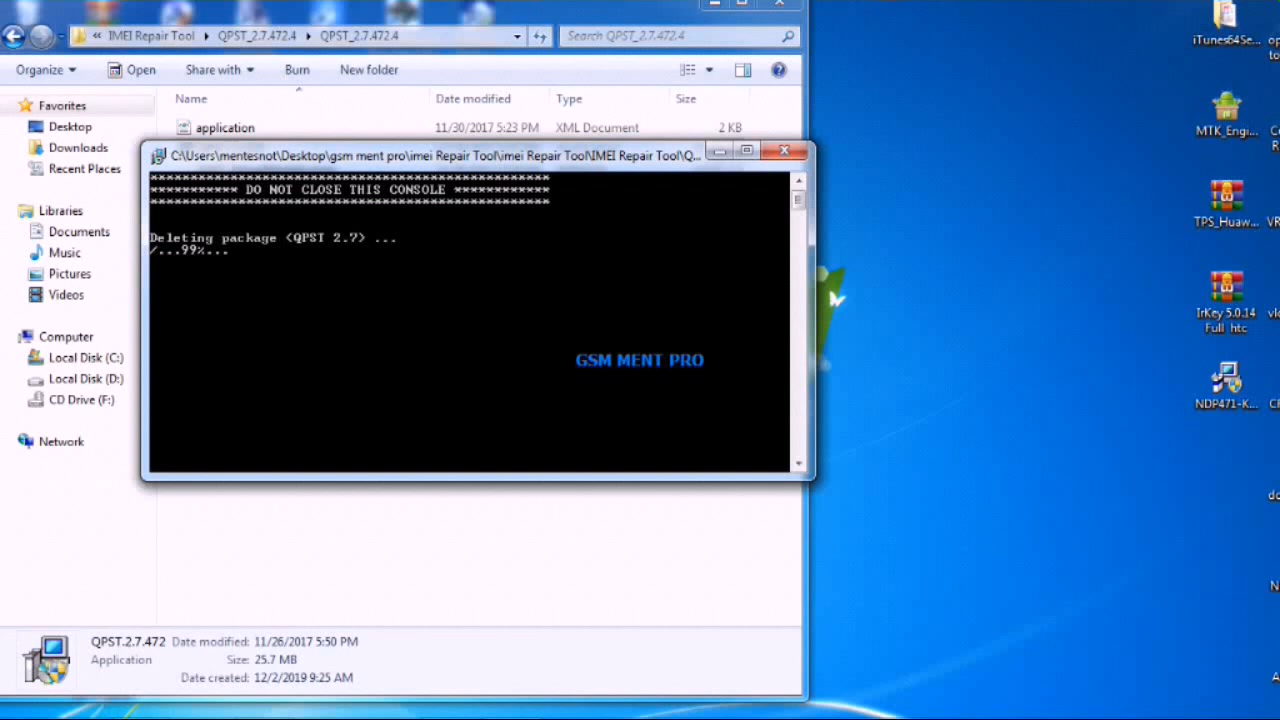 IMEI Repair Tool QPST_2.7.472.4 QPST_2.7.472.4 Search QPST_2.7.472.4
Organize Open Share with Burn New folder
Name Date modified Type Size
Favorites
Desktop
Downloads
Recent Places
Libraries
Documents
Music
Pictures
Videos
Computer
Local Disk (C:)
Local Disk (D:)
CD Drive (F:)
Network
application 11/30/2017 5:23 PM XML Document 2 KB
C:\Users\mentesnot\Desktop\gsm ment pro\imei Repair Tool\imei Repair Tool\IMEI Repair Tool\Q...
**************************************************
*********** DO NOT CLOSE THIS CONSOLE ************
**************************************************
Deleting package <QPST 2.7> ...
/...99%...
GSM MENT PRO
QPST.2.7.472 Date modified: 11/26/2017 5:50 PM
Application Size: 25.7 MB
Date created: 12/2/2019 9:25 AM
iTunes64Se...
MTK_Engi...
TPS_Huaw...
IrKey 5.0.14
Full htc
NDP471-K...